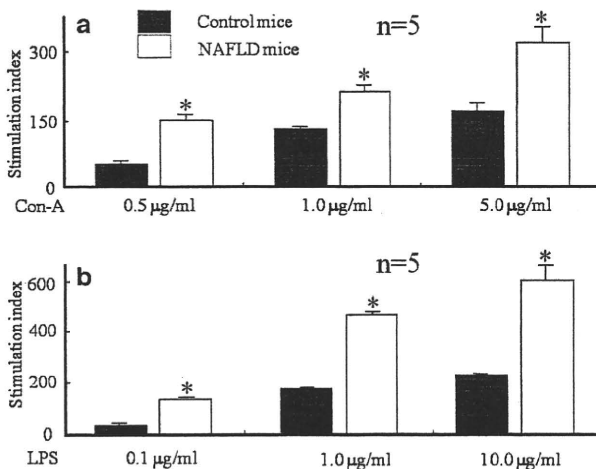 a
Control mice
n=5
NAFLD mice
Stimulation index
300
150
0
*
*
*
Con-A
0.5 µg/ml
1.0 µg/ml
5.0 µg/ml
b
n=5
Stimulation index
600
400
200
0
*
*
*
LPS
0.1 µg/ml
1.0 µg/ml
10.0 µg/ml